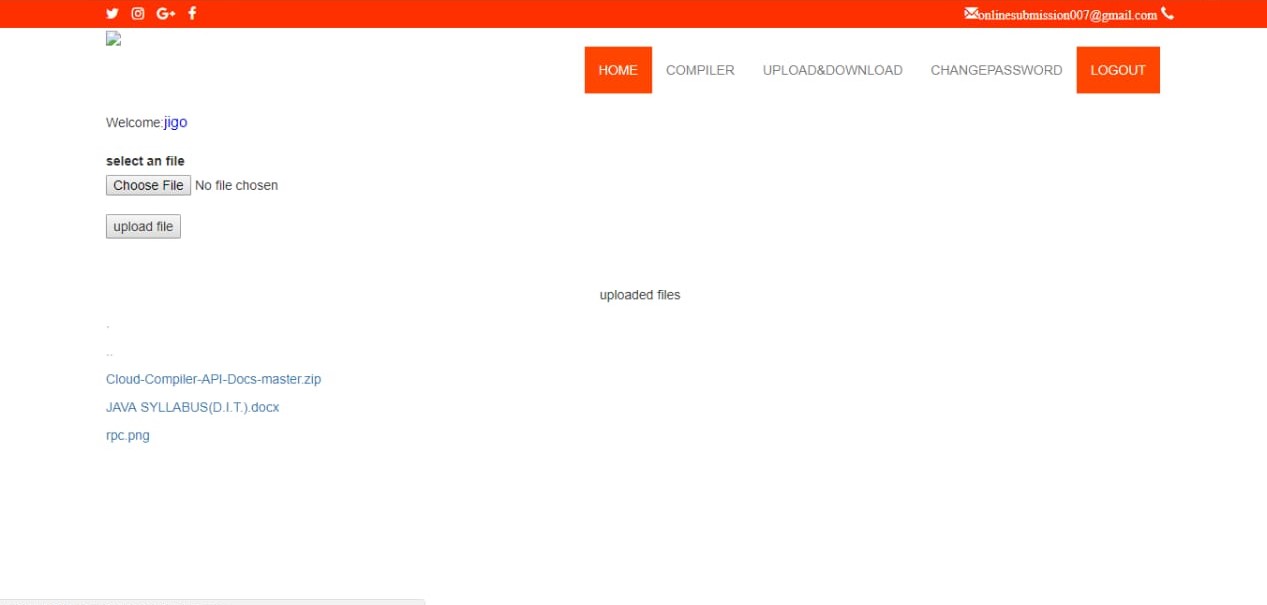 onlinesubmission007@gmail.com
HOME COMPILER UPLOAD&DOWNLOAD CHANGEPASSWORD LOGOUT
Welcome:jigo
select an file
Choose File No file chosen
upload file
uploaded files
.
..
Cloud-Compiler-API-Docs-master.zip
JAVA SYLLABUS(D.I.T.).docx
rpc.png